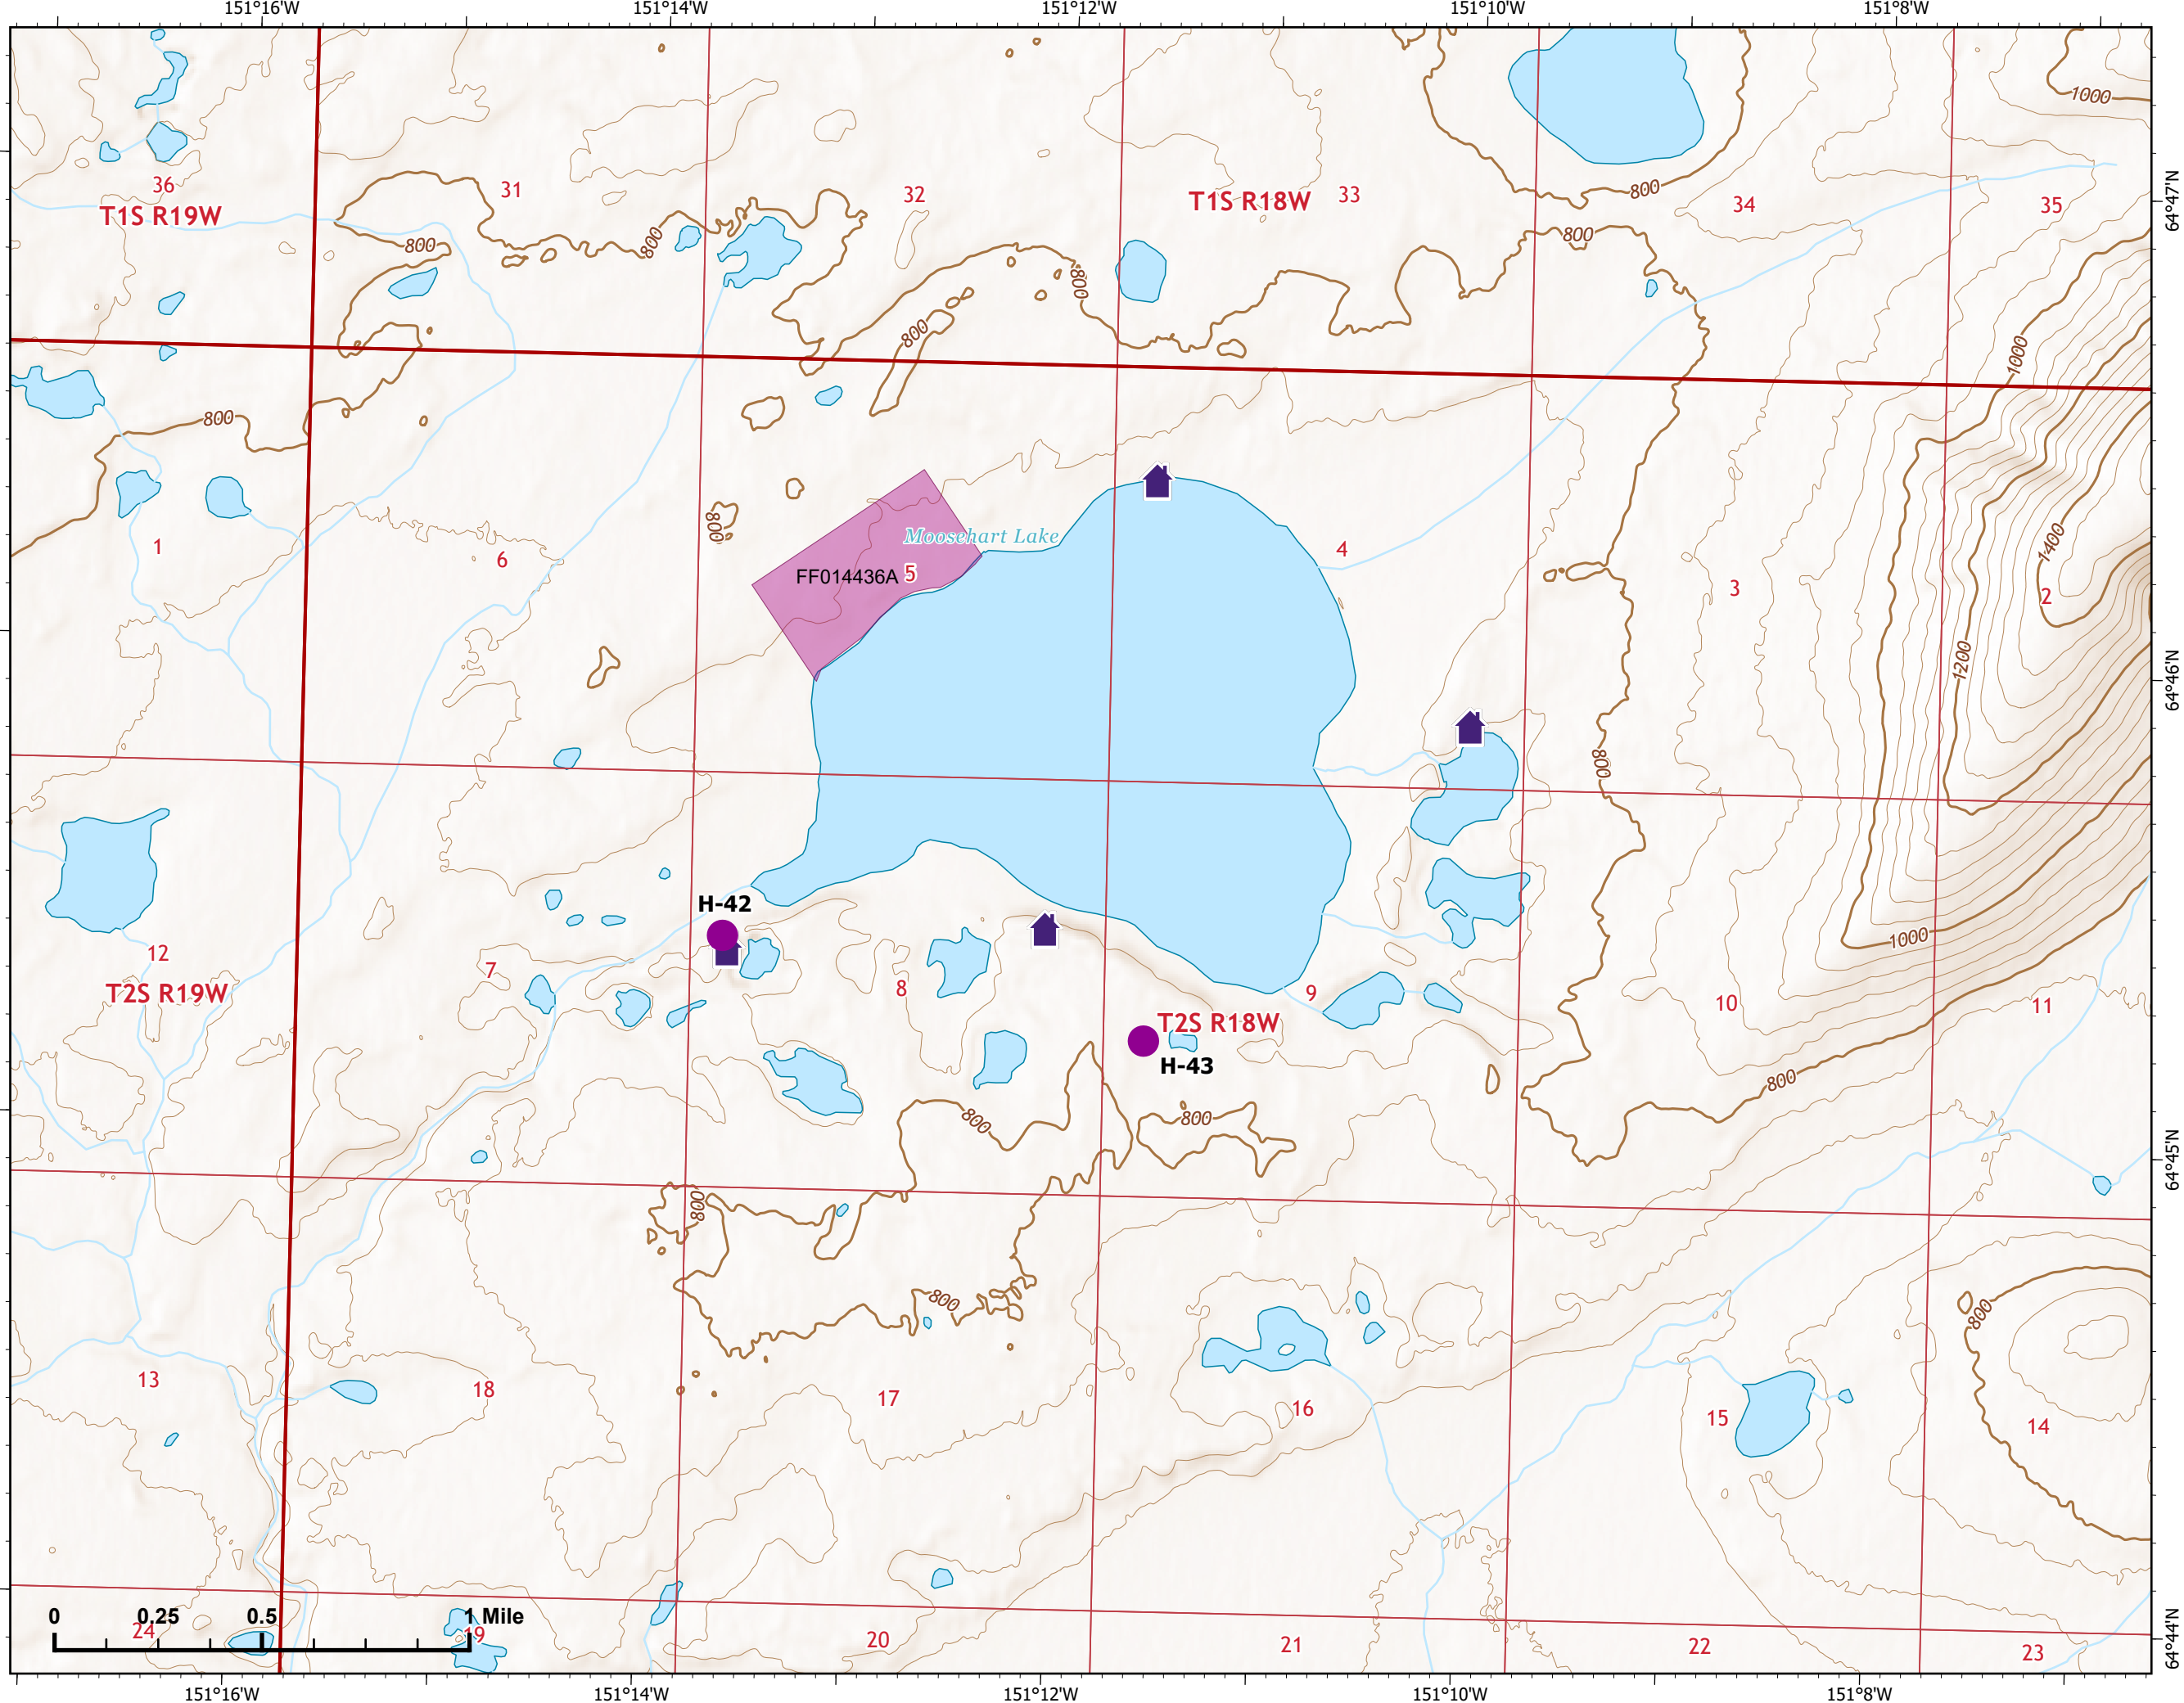 151°16'W 151°14'W 151°12'W 151°10'W 151°8'W
1000
36 31 32 33 34 35
T1S R19W T1S R18W
800
64°47'N
800 800 800
800
800
1000
800
Moosehart Lake
800
1 6 FF014436A 5 4 3 2
1400
64°46'N
1200
800
H-42
12 7 8 9 10 11
1000
T2S R19W T2S R18W
H-43
800
800 800
64°45'N
800
800
800
13 18 17 16 15 14
0 0.25 0.5 1 Mile
24 19 20 21 22 23
64°44'N
151°16'W 151°14'W 151°12'W 151°10'W 151°8'W